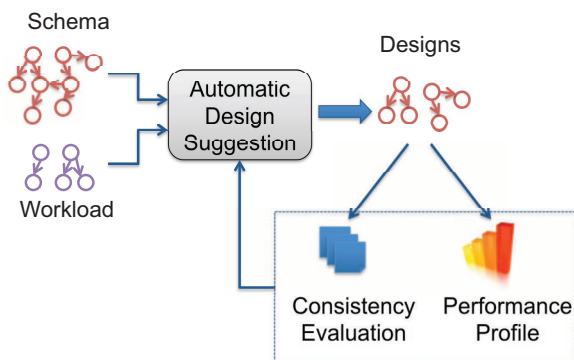 Schema
Designs
Automatic
Design
Suggestion
Workload
Consistency
Evaluation
Performance
Profile